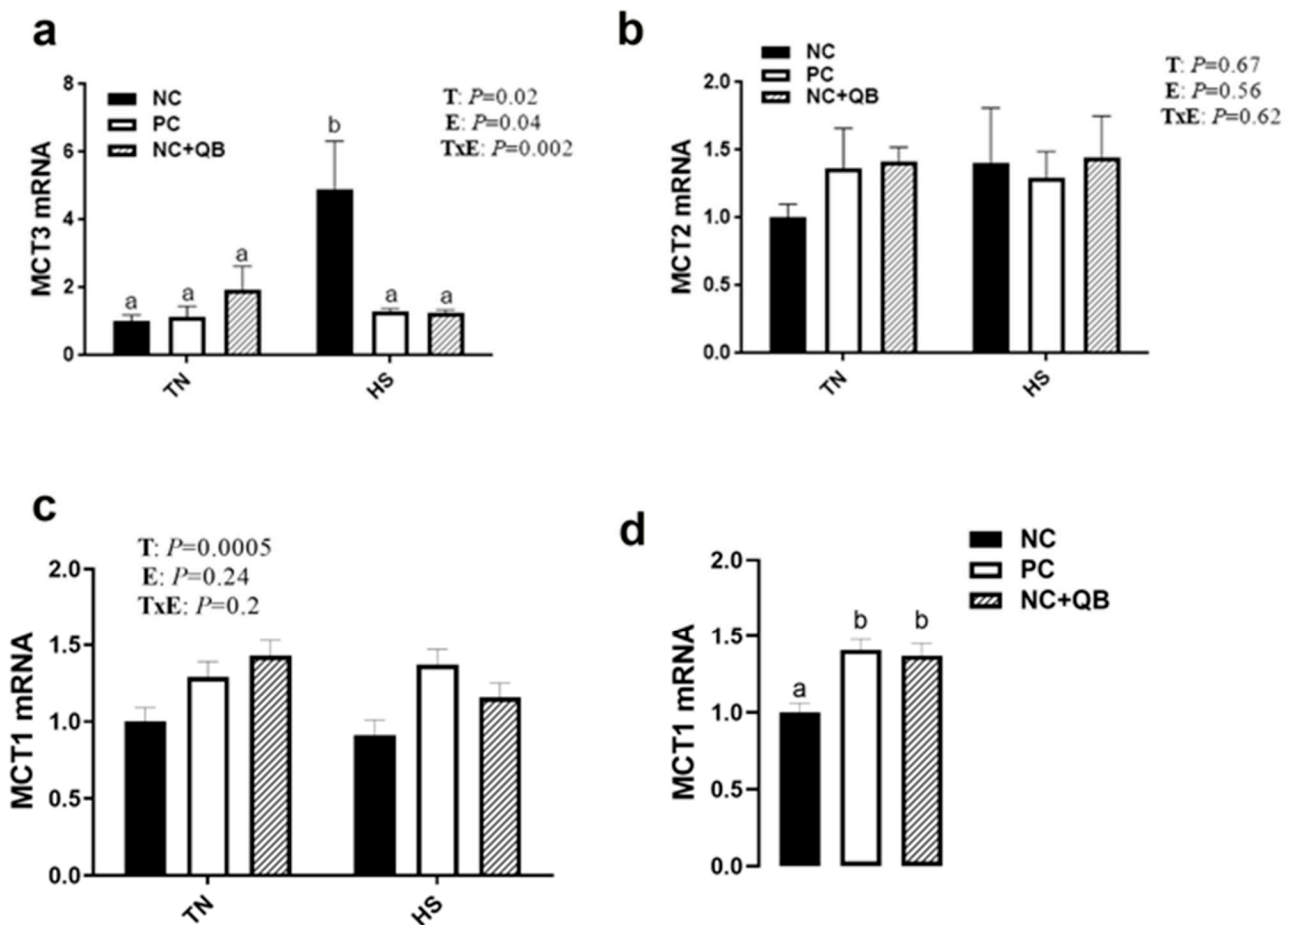 a
8
6
4
2
0
MCT3 mRNA
NC
PC
NC+QB
T: P=0.02
E: P=0.04
TxE: P=0.002
a
a
a
b
a
a
TN
HS
b
2.0
1.5
1.0
0.5
0.0
MCT2 mRNA
NC
PC
NC+QB
T: P=0.67
E: P=0.56
TxE: P=0.62
TN
HS
c
2.0
1.5
1.0
0.5
0.0
MCT1 mRNA
T: P=0.0005
E: P=0.24
TxE: P=0.2
TN
HS
d
2.0
1.5
1.0
0.5
0.0
MCT1 mRNA
NC
PC
NC+QB
a
b
b